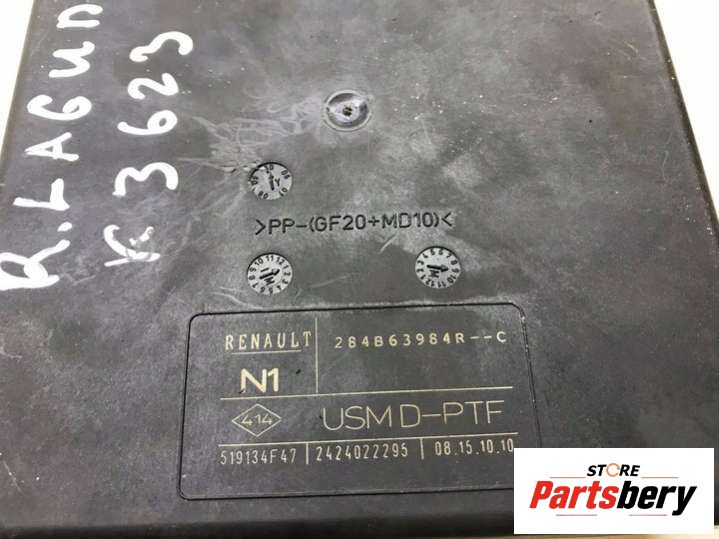 R.LAGUN
K3623
>PP-(GF20+MD10)<
RENAULT 284B63984R--C
N1
414 USM D-PTF
519134F47 2424022295 08.15.10.10
STORE
Partsbery